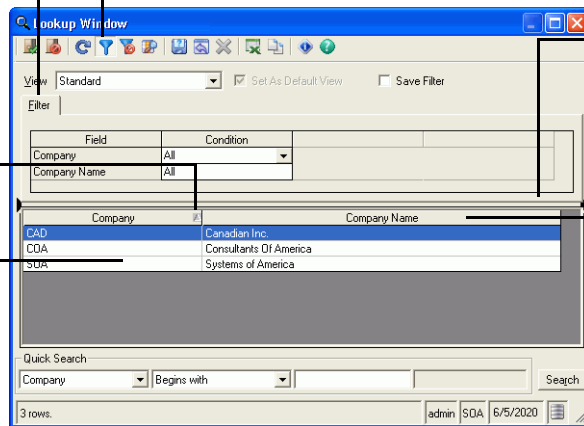 Lookup Window
View Standard Set As Default View Save Filter
Filter
Field Condition
Company All
Company Name All
Company Company Name
CAD Canadian Inc.
COA Consultants Of America
SOA Systems of America
Quick Search
Company Begins with Search
3 rows. admin SOA 6/5/2020